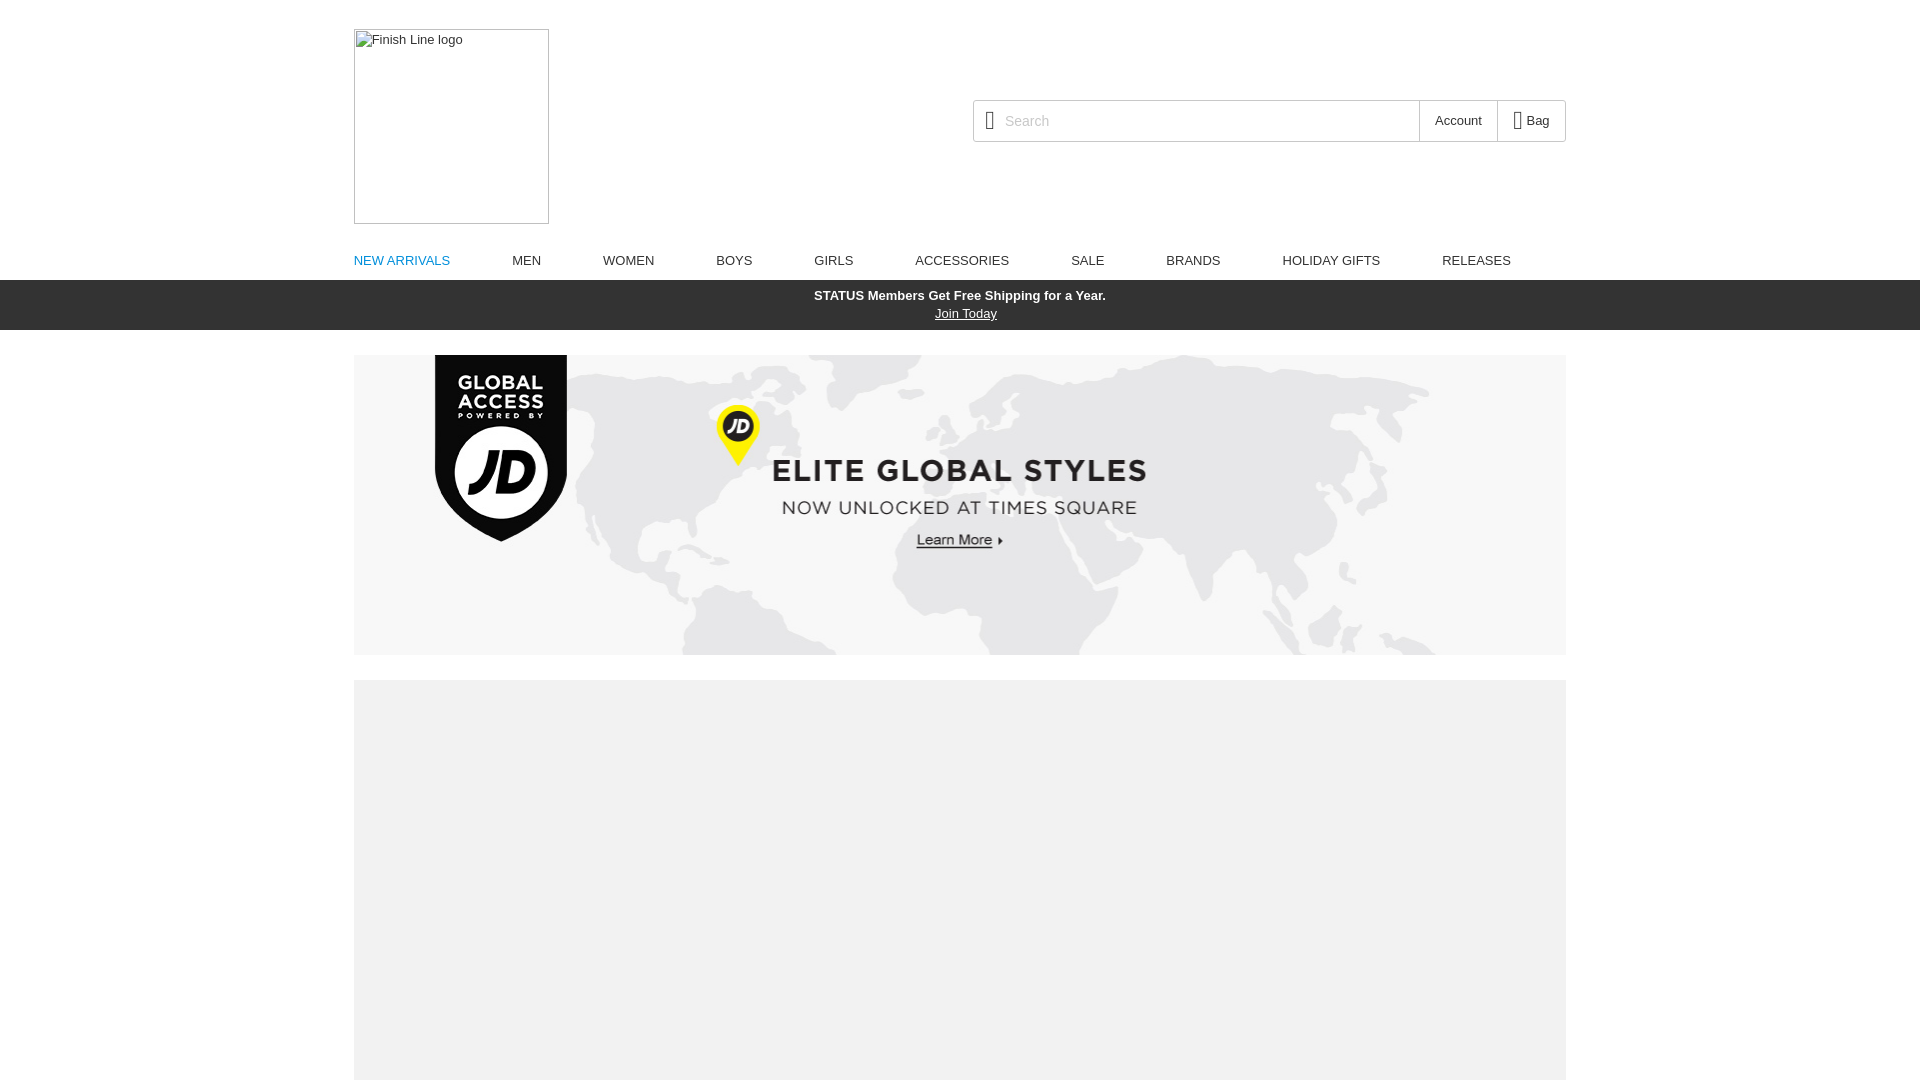 Finish Line logo
Search
Account
Bag
NEW ARRIVALS
MEN
WOMEN
BOYS
GIRLS
ACCESSORIES
SALE
BRANDS
HOLIDAY GIFTS
RELEASES
STATUS Members Get Free Shipping for a Year.
Join Today
GLOBAL
ACCESS
POWERED BY
JD
JD
ELITE GLOBAL STYLES
NOW UNLOCKED AT TIMES SQUARE
Learn More